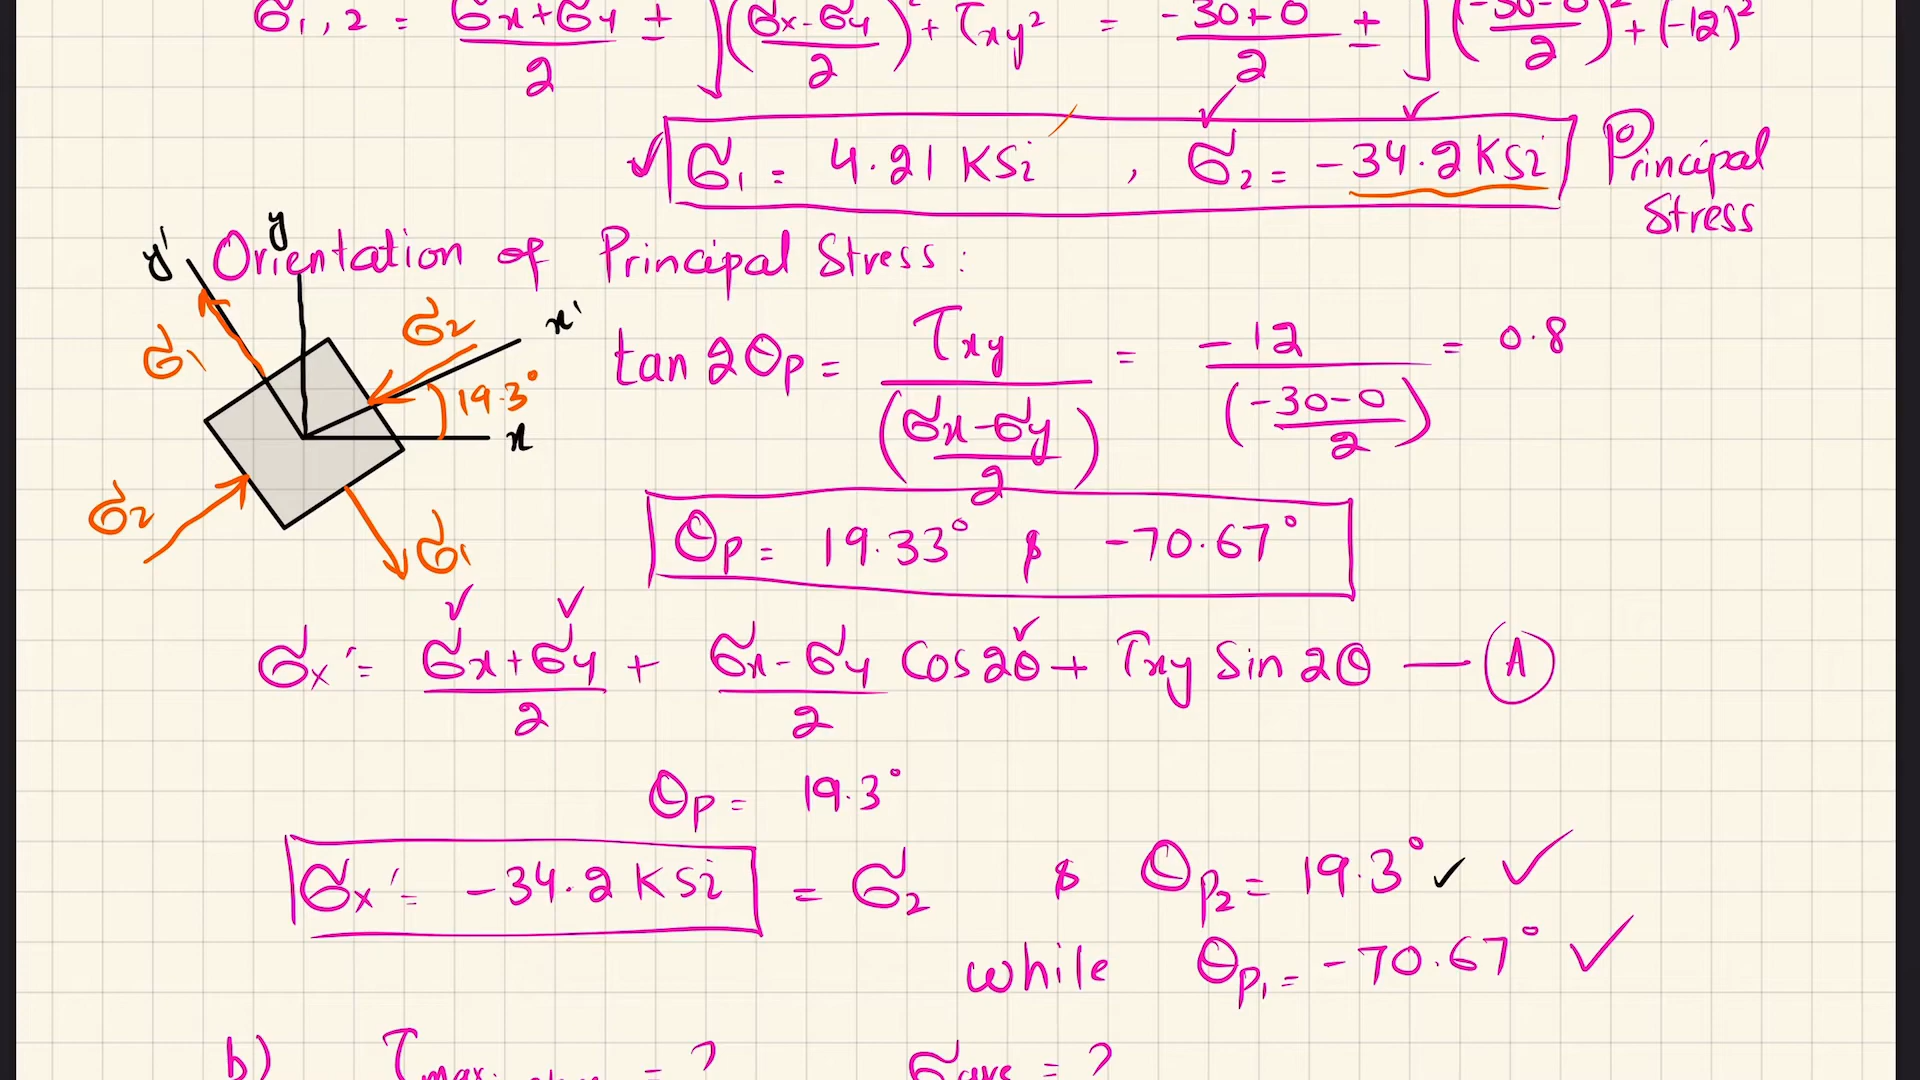 σ1,2 = σx+σy/2 ± √(σx-σy/2)² + τxy² = -30+0/2 ± √(-30-0/2)² + (-12)²
✓ σ1 = 4.21 KSi , σ2 = -34.2 KSi Principal
Stress
Orientation of Principal Stress :
y' y
σ1 σ2 x'
19.3° x
σ2 σ1
tan 2θp = τxy/(σx-σy/2) = -12/(-30-0/2) = 0.8
θp = 19.33° & -70.67°
σx' = σx+σy/2 + σx-σy/2 Cos2θ + τxy Sin 2θ — (A)
θp = 19.3°
σx' = -34.2 KSi = σ2 & θp2 = 19.3° ✓ ✓
while θp1 = -70.67° ✓
b) τmax. = ? σave = ?